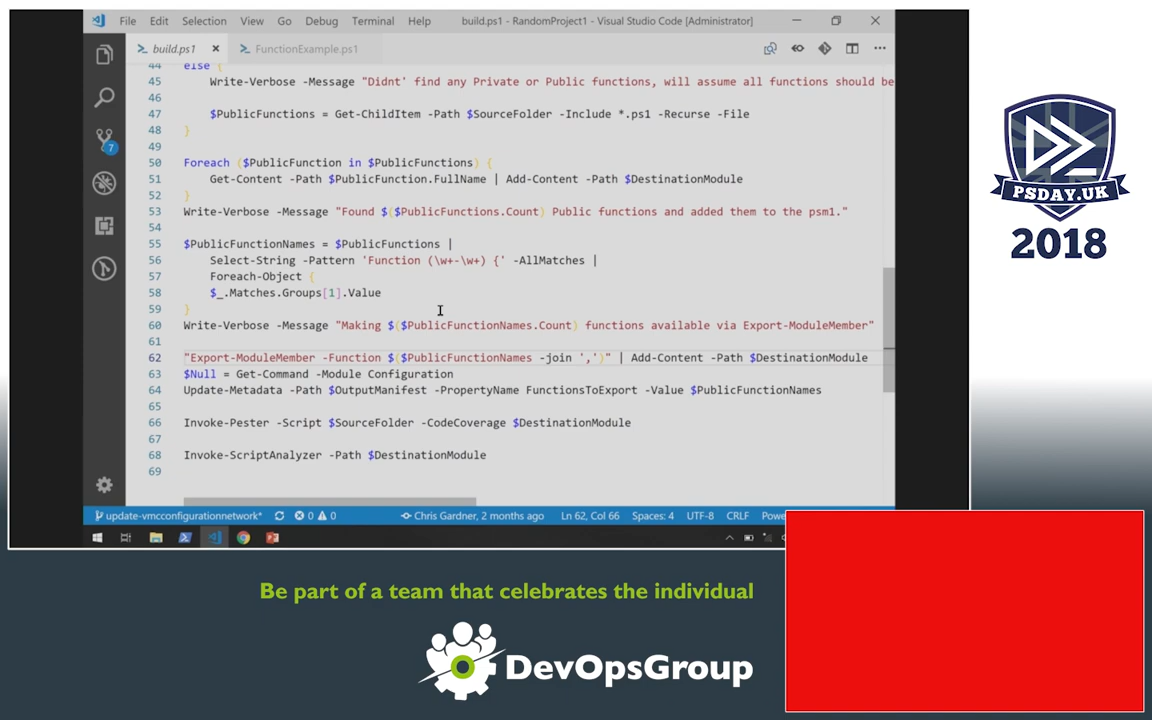 File Edit Selection View Go Debug Terminal Help build.ps1 - RandomProject1 - Visual Studio Code [Administrator]
build.ps1 FunctionExample.ps1
44 else {
45 Write-Verbose -Message "Didnt' find any Private or Public functions, will assume all functions should be
46
47 $PublicFunctions = Get-ChildItem -Path $SourceFolder -Include *.ps1 -Recurse -File
48 }
49
50 Foreach ($PublicFunction in $PublicFunctions) {
51 Get-Content -Path $PublicFunction.FullName | Add-Content -Path $DestinationModule
52 }
53 Write-Verbose -Message "Found $($PublicFunctions.Count) Public functions and added them to the psm1."
54
55 $PublicFunctionNames = $PublicFunctions |
56 Select-String -Pattern 'Function (\w+-\w+) {' -AllMatches |
57 Foreach-Object {
58 $_.Matches.Groups[1].Value
59 }
60 Write-Verbose -Message "Making $($PublicFunctionNames.Count) functions available via Export-ModuleMember"
61
62 "Export-ModuleMember -Function $($PublicFunctionNames -join ',')" | Add-Content -Path $DestinationModule
63 $Null = Get-Command -Module Configuration
64 Update-Metadata -Path $OutputManifest -PropertyName FunctionsToExport -Value $PublicFunctionNames
65
66 Invoke-Pester -Script $SourceFolder -CodeCoverage $DestinationModule
67
68 Invoke-ScriptAnalyzer -Path $DestinationModule
69
7
update-vmcconfigurationnetwork* 0 0 Chris Gardner, 2 months ago Ln 62, Col 66 Spaces: 4 UTF-8 CRLF Powe
PSDAY.UK
2018
Be part of a team that celebrates the individual
DevOpsGroup